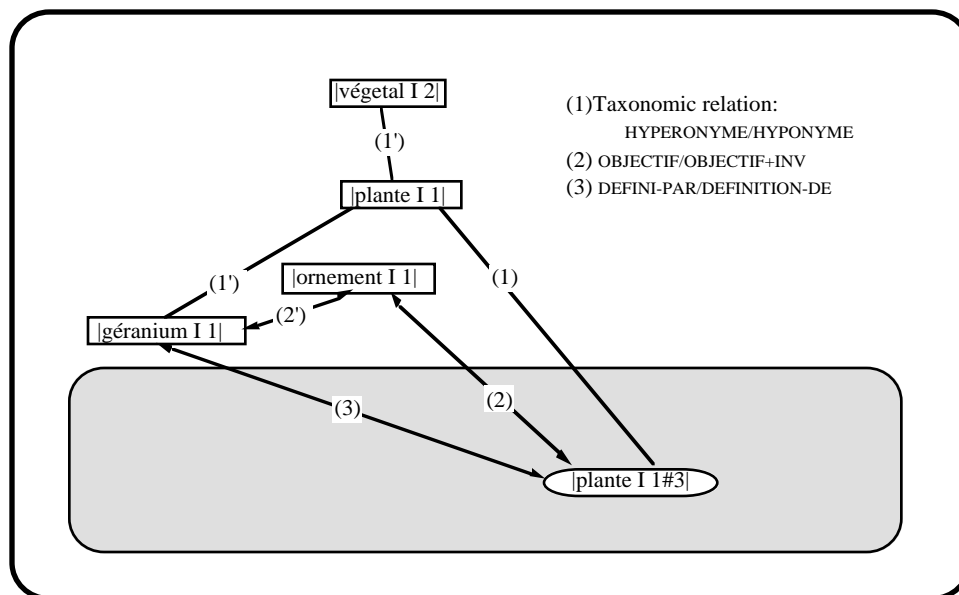 |végetal I 2|
(1)Taxonomic relation:
HYPERONYME/HYPONYME
(1')
(2) OBJECTIF/OBJECTIF+INV
|plante I 1|
(3) DEFINI-PAR/DEFINITION-DE
|ornement I 1|
(1)
(1')
(2')
|géranium I 1|
(2)
(3)
|plante I 1#3|